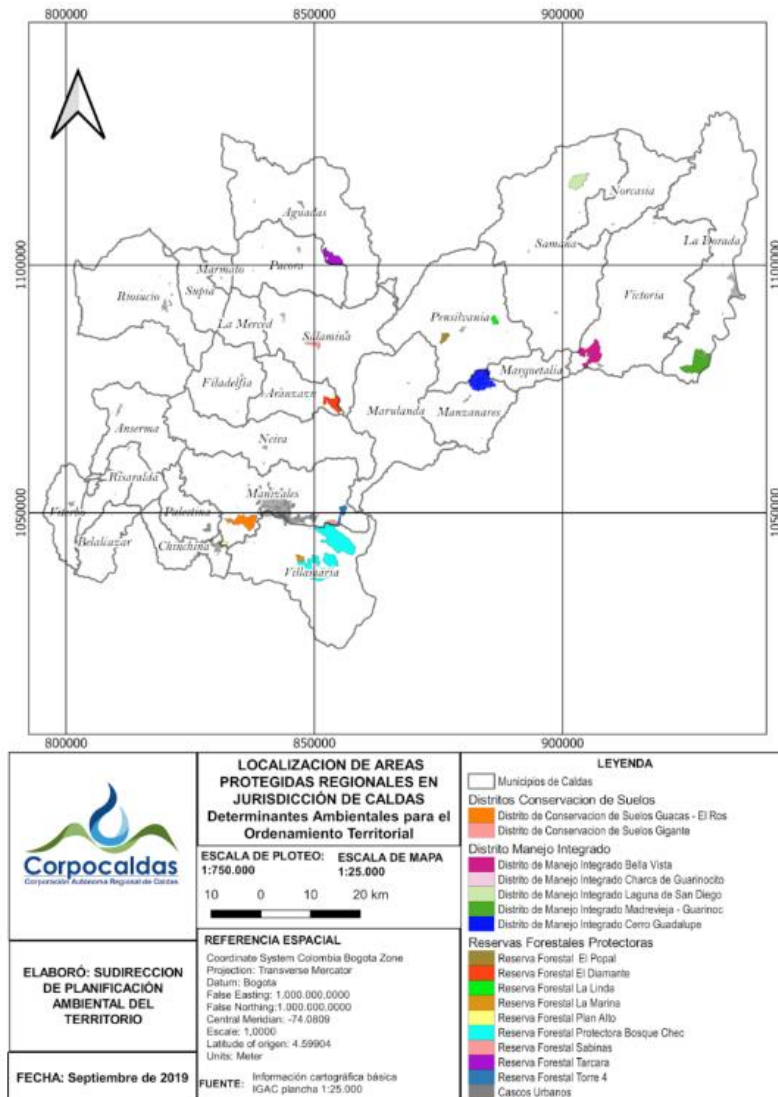 800000 850000 900000
Aguadas
Norcasia
Samaná
La Dorada
1100000 1100000
Marmato
Pacora
Riosucio
Supia
Victoria
La Merced
Pensilvania
Salamina
Filadelfia
Aranzazu
Marquetalia
Marulanda
Manzanares
Anserma
Neira
Risaralda
Manizales
Viterbo
Palestina
1050000 1050000
Belalcazar
Chinchina
Villamaria
800000 850000 900000
Corpocaldas
Corporación Autónoma Regional de Caldas
ELABORÓ: SUDIRECCION
DE PLANIFICACIÓN
AMBIENTAL DEL
TERRITORIO
FECHA: Septiembre de 2019
LOCALIZACION DE AREAS
PROTEGIDAS REGIONALES EN
JURISDICCIÓN DE CALDAS
Determinantes Ambientales para el
Ordenamiento Territorial
ESCALA DE PLOTEO: ESCALA DE MAPA
1:750.000 1:25.000
10 0 10 20 km
REFERENCIA ESPACIAL
Coordinate System Colombia Bogota Zone
Projection: Transverse Mercator
Datum: Bogota
False Easting: 1,000.000,0000
False Northing:1.000.000,0000
Central Meridian: -74.0809
Escale: 1,0000
Latitude of origen: 4.59904
Units: Meter
FUENTE: Información cartográfica básica
IGAC plancha 1:25.000
LEYENDA
Municipios de Caldas
Distritos Conservacion de Suelos
Distrito de Conservacion de Suelos Guacas - El Ros
Distrito de Conservacion de Suelos Gigante
Distrito Manejo Integrado
Distrito de Manejo Integrado Bella Vista
Distrito de Manejo Integrado Charca de Guarinocito
Distrito de Manejo Integrado Laguna de San Diego
Distrito de Manejo Integrado Madrevieja - Guarinoc
Distrito de Manejo Integrado Cerro Guadalupe
Reservas Forestales Protectoras
Reserva Forestal El Popal
Reserva Forestal El Diamante
Reserva Forestal La Linda
Reserva Forestal La Marina
Reserva Forestal Plan Alto
Reserva Forestal Protectora Bosque Chec
Reserva Forestal Sabinas
Reserva Forestal Tarcara
Reserva Forestal Torre 4
Cascos Urbanos